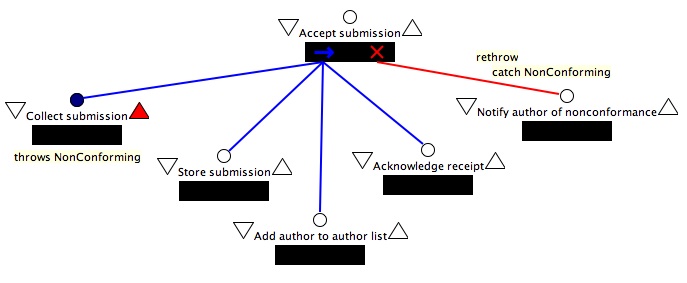 Accept submission
rethrow
catch NonConforming
Collect submission
Notify author of nonconformance
throws NonConforming
Store submission
Acknowledge receipt
Add author to author list